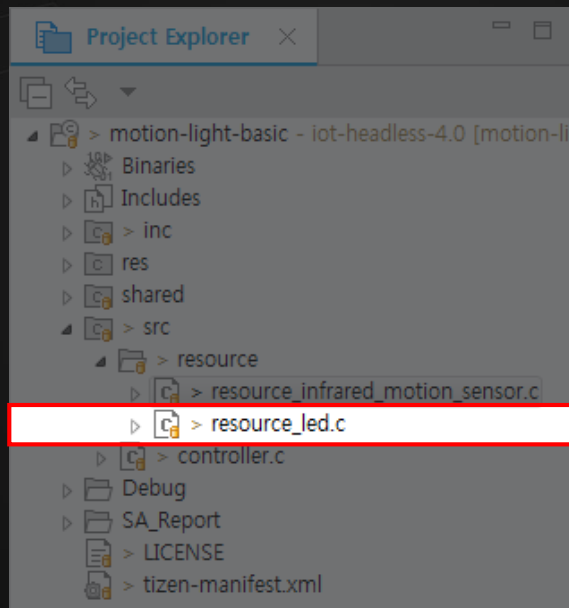 Project Explorer
> motion-light-basic - iot-headless-4.0 [motion-li
Binaries
Includes
> inc
res
shared
> src
> resource
> resource_infrared_motion_sensor.c
> resource_led.c
> controller.c
Debug
SA_Report
> LICENSE
> tizen-manifest.xml